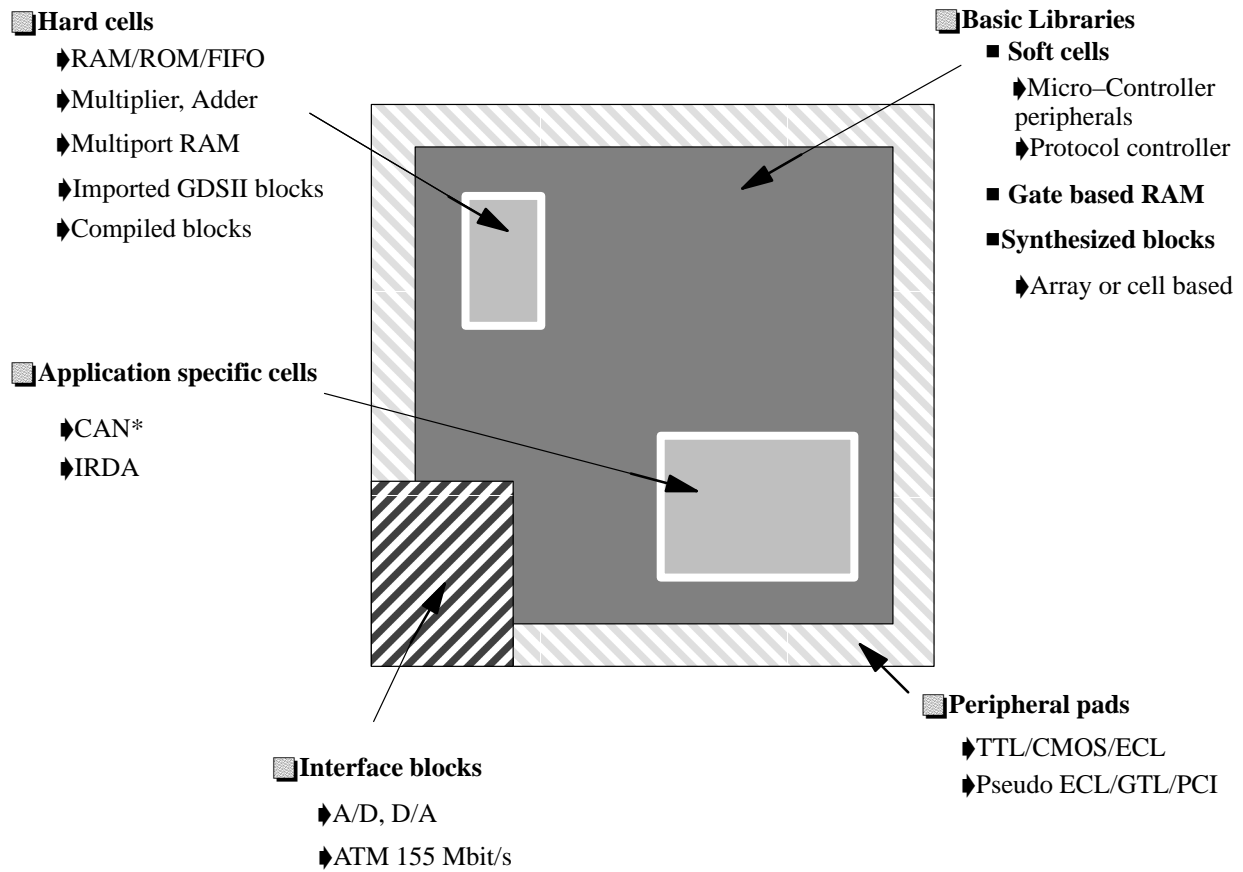 Hard cells
RAM/ROM/FIFO
Multiplier, Adder
Multiport RAM
Imported GDSII blocks
Compiled blocks
Basic Libraries
Soft cells
Micro–Controller
peripherals
Protocol controller
Gate based RAM
Synthesized blocks
Array or cell based
Application specific cells
CAN*
IRDA
Interface blocks
A/D, D/A
ATM 155 Mbit/s
Peripheral pads
TTL/CMOS/ECL
Pseudo ECL/GTL/PCI